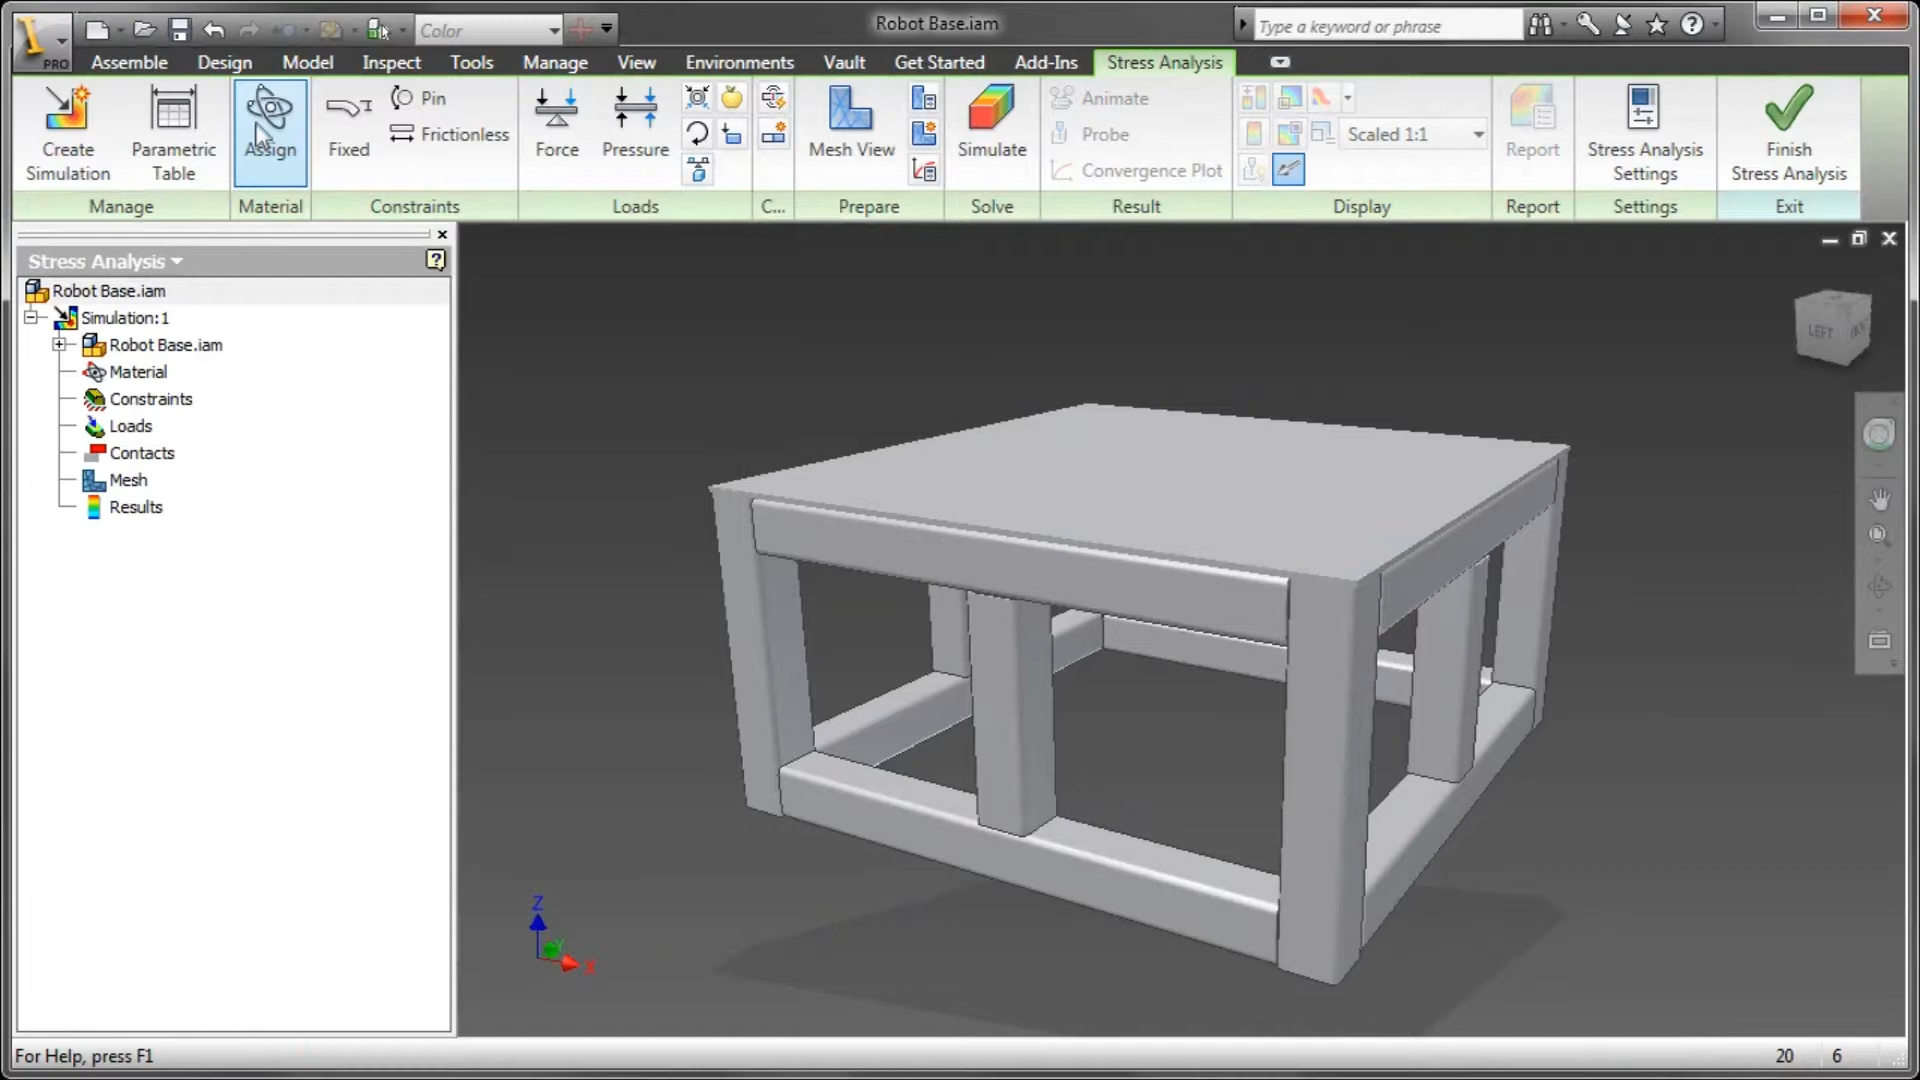 PRO
Color
Robot Base.iam
Type a keyword or phrase
Assemble Design Model Inspect Tools Manage View Environments Vault Get Started Add-Ins Stress Analysis
Create Simulation
Parametric Table
Assign
Fixed
Pin
Frictionless
Force
Pressure
Mesh View
Simulate
Animate
Probe
Convergence Plot
Scaled 1:1
Report
Stress Analysis Settings
Finish Stress Analysis
Manage Material Constraints Loads C... Prepare Solve Result Display Report Settings Exit
Stress Analysis
Robot Base.iam
Simulation:1
Robot Base.iam
Material
Constraints
Loads
Contacts
Mesh
Results
LEFT
Z
Y
X
For Help, press F1
20 6